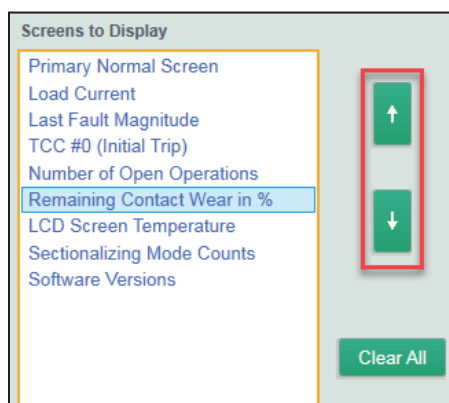 Screens to Display
Primary Normal Screen
Load Current
Last Fault Magnitude
TCC #0 (Initial Trip)
Number of Open Operations
Remaining Contact Wear in %
LCD Screen Temperature
Sectionalizing Mode Counts
Software Versions
Clear All